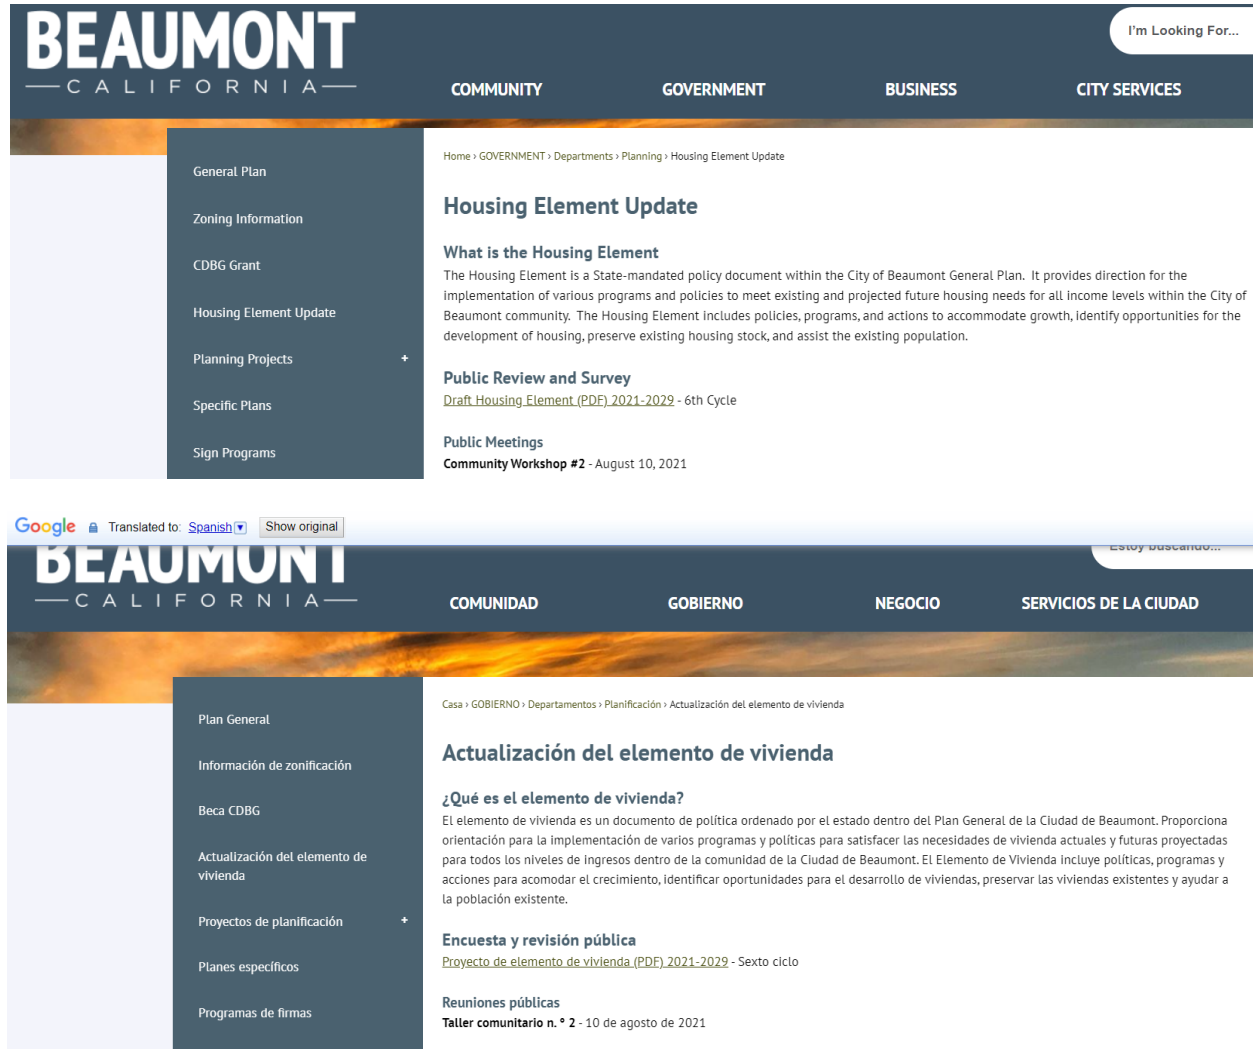 BEAUMONT
CALIFORNIA
I'm Looking For...
COMMUNITY GOVERNMENT BUSINESS CITY SERVICES
General Plan
Zoning Information
CDBG Grant
Housing Element Update
Planning Projects +
Specific Plans
Sign Programs
Home › GOVERNMENT › Departments › Planning › Housing Element Update
Housing Element Update
What is the Housing Element
The Housing Element is a State-mandated policy document within the City of Beaumont General Plan. It provides direction for the
implementation of various programs and policies to meet existing and projected future housing needs for all income levels within the City of
Beaumont community. The Housing Element includes policies, programs, and actions to accommodate growth, identify opportunities for the
development of housing, preserve existing housing stock, and assist the existing population.
Public Review and Survey
Draft Housing Element (PDF) 2021-2029 - 6th Cycle
Public Meetings
Community Workshop #2 - August 10, 2021
Google Translated to: Spanish Show original
BEAUMONT
CALIFORNIA
Estoy buscando...
COMUNIDAD GOBIERNO NEGOCIO SERVICIOS DE LA CIUDAD
Plan General
Información de zonificación
Beca CDBG
Actualización del elemento de
vivienda
Proyectos de planificación +
Planes específicos
Programas de firmas
Casa › GOBIERNO › Departamentos › Planificación › Actualización del elemento de vivienda
Actualización del elemento de vivienda
¿Qué es el elemento de vivienda?
El elemento de vivienda es un documento de política ordenado por el estado dentro del Plan General de la Ciudad de Beaumont. Proporciona
orientación para la implementación de varios programas y políticas para satisfacer las necesidades de vivienda actuales y futuras proyectadas
para todos los niveles de ingresos dentro de la comunidad de la Ciudad de Beaumont. El Elemento de Vivienda incluye políticas, programas y
acciones para acomodar el crecimiento, identificar oportunidades para el desarrollo de viviendas, preservar las viviendas existentes y ayudar a
la población existente.
Encuesta y revisión pública
Proyecto de elemento de vivienda (PDF) 2021-2029 - Sexto ciclo
Reuniones públicas
Taller comunitario n. ° 2 - 10 de agosto de 2021